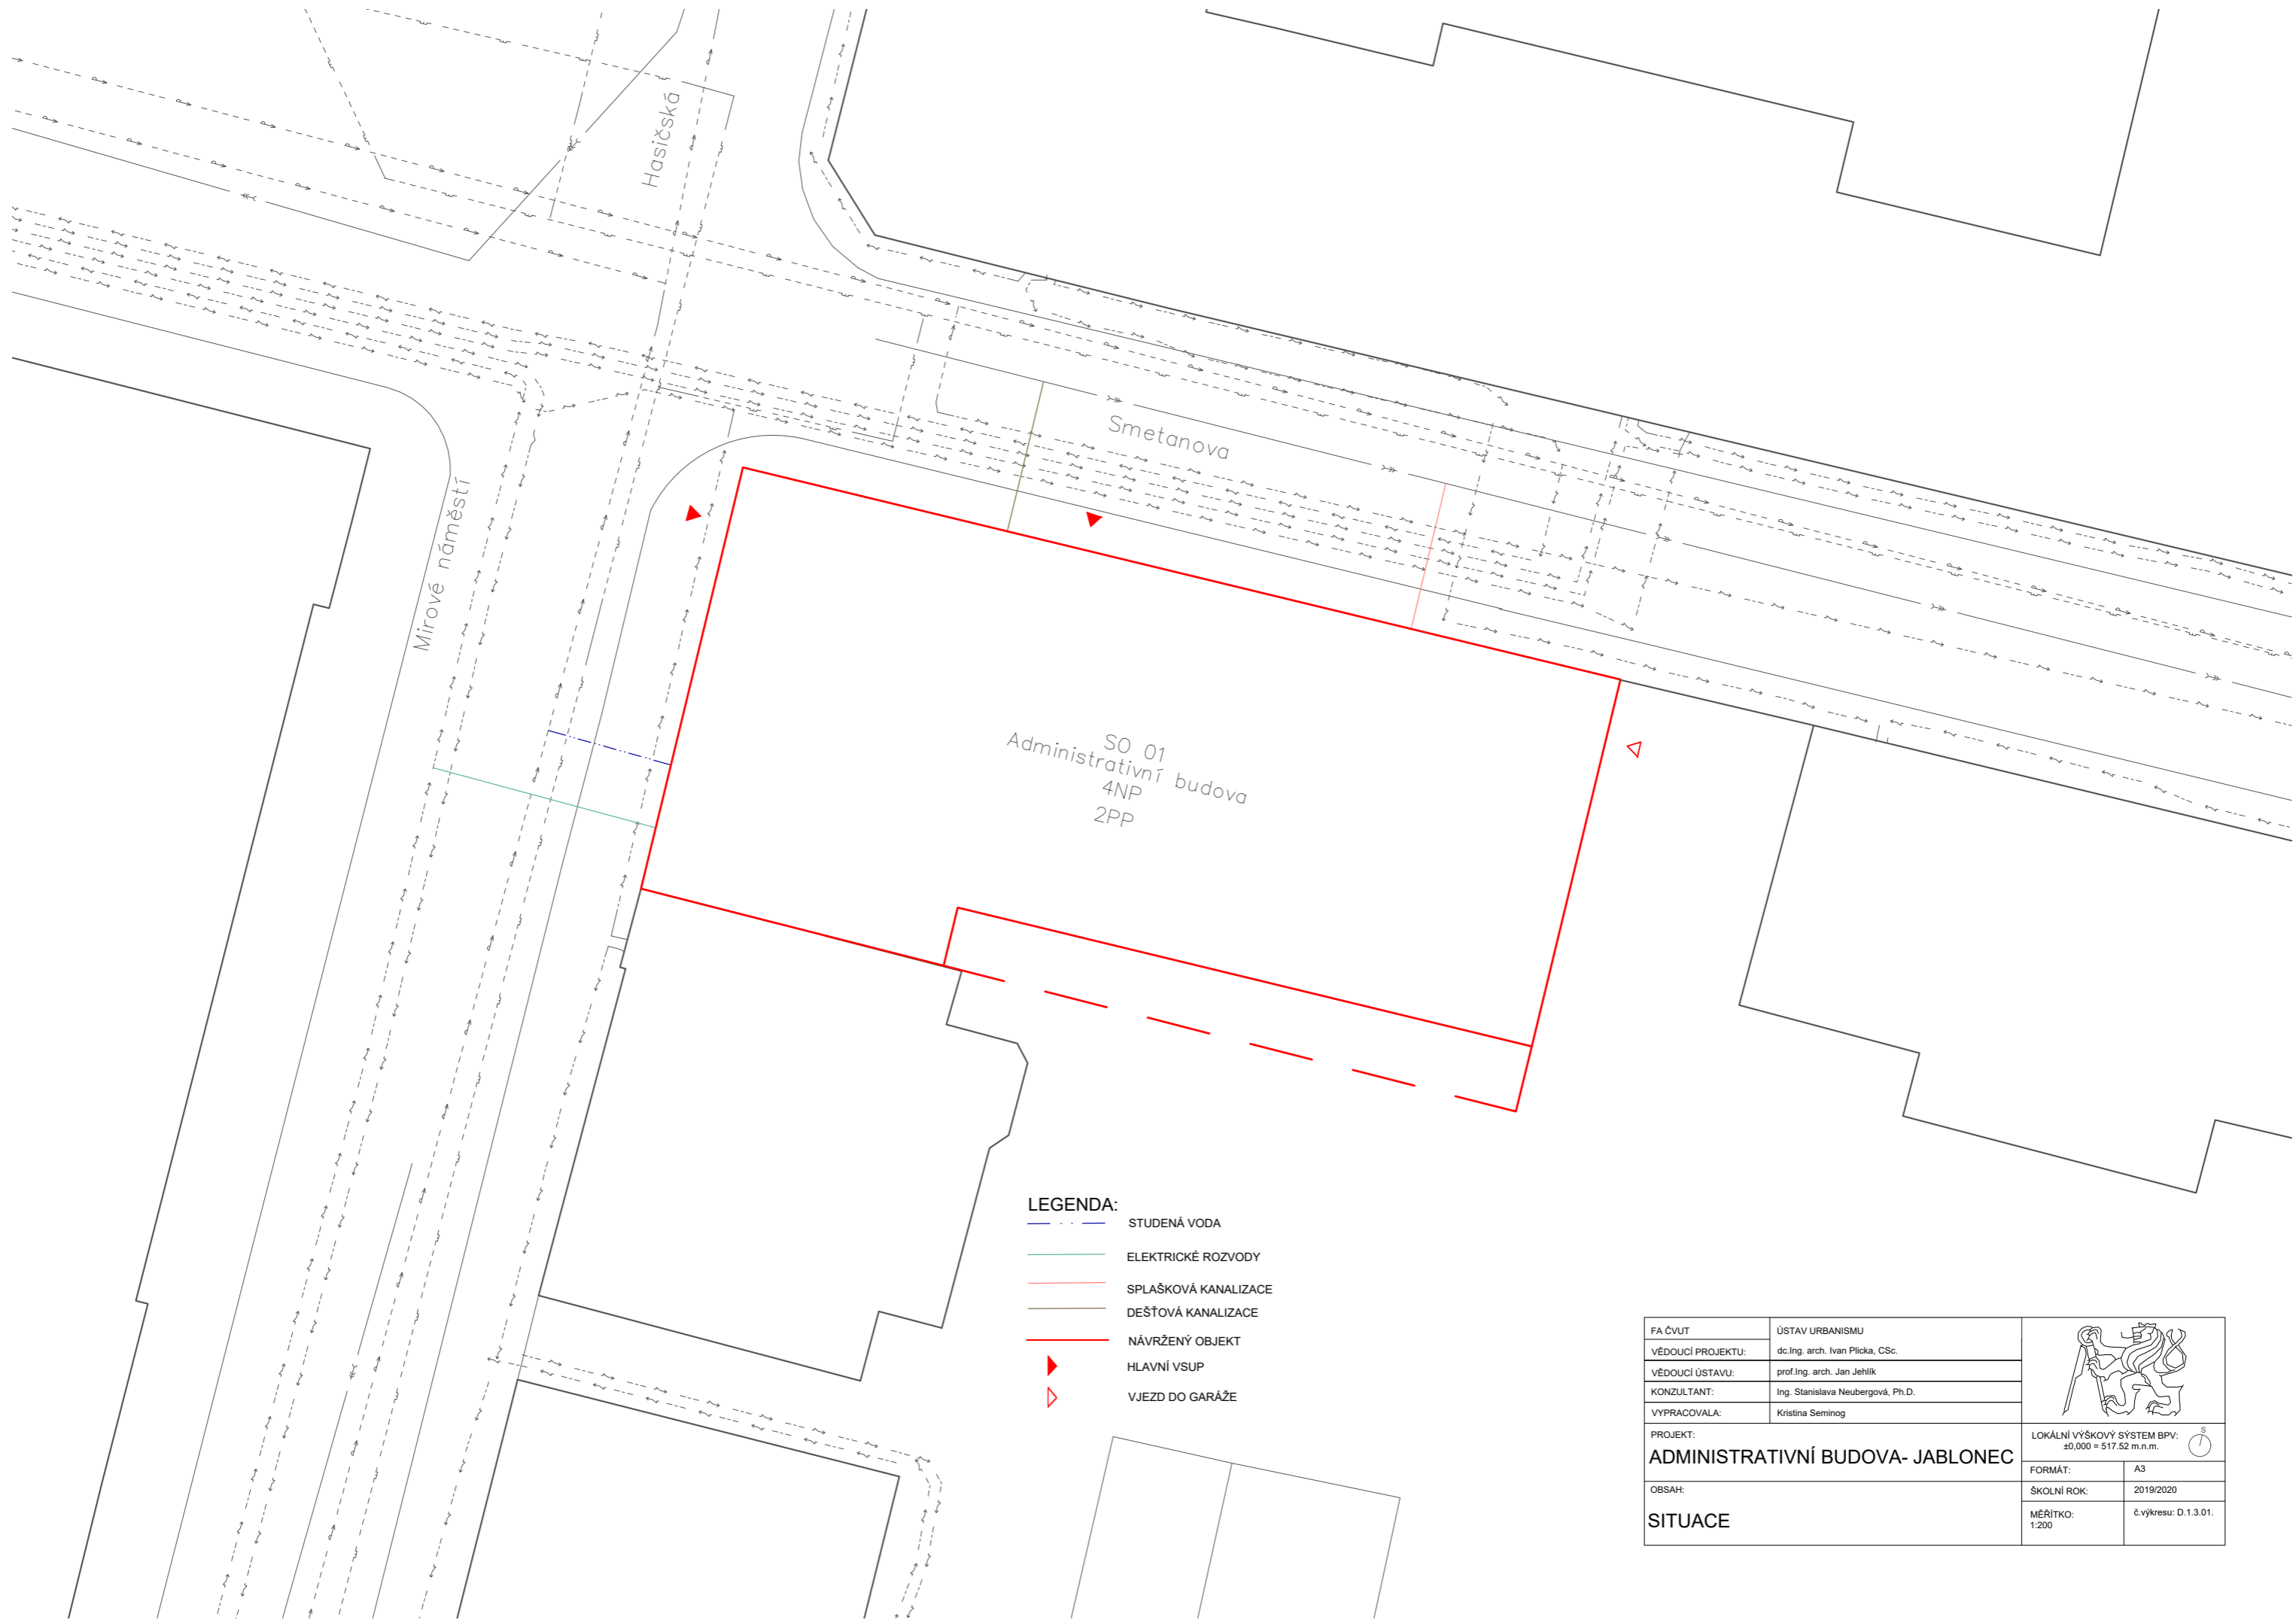 Hasičská
Smetanova
Mirové náměstí
SO 01
Administrativní budova
4NP
2PP
LEGENDA:
STUDENÁ VODA
ELEKTRICKÉ ROZVODY
SPLAŠKOVÁ KANALIZACE
DEŠŤOVÁ KANALIZACE
NÁVRŽENÝ OBJEKT
HLAVNÍ VSUP
VJEZD DO GARÁŽE
FA ČVUT ÚSTAV URBANISMU
VĚDOUCÍ PROJEKTU: dc.Ing. arch. Ivan Plicka, CSc.
VĚDOUCÍ ÚSTAVU: prof.Ing. arch. Jan Jehlík
KONZULTANT: Ing. Stanislava Neubergová, Ph.D.
VYPRACOVALA: Kristina Seminog
PROJEKT:
ADMINISTRATIVNÍ BUDOVA- JABLONEC
OBSAH:
SITUACE
LOKÁLNÍ VÝŠKOVÝ SÝSTEM BPV:
±0,000 = 517.52 m.n.m.
S
FORMÁT: A3
ŠKOLNÍ ROK: 2019/2020
MĚŘÍTKO: č.výkresu: D.1.3.01.
1:200